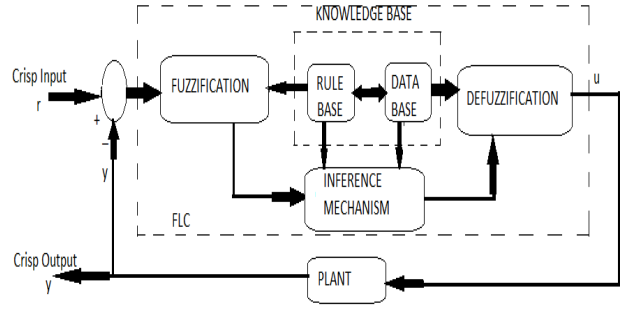 KNOWLEDGE BASE
Crisp Input
r
+
−
y
FUZZIFICATION
RULE
BASE
DATA
BASE
DEFUZZIFICATION
u
INFERENCE
MECHANISM
FLC
Crisp Output
y
PLANT